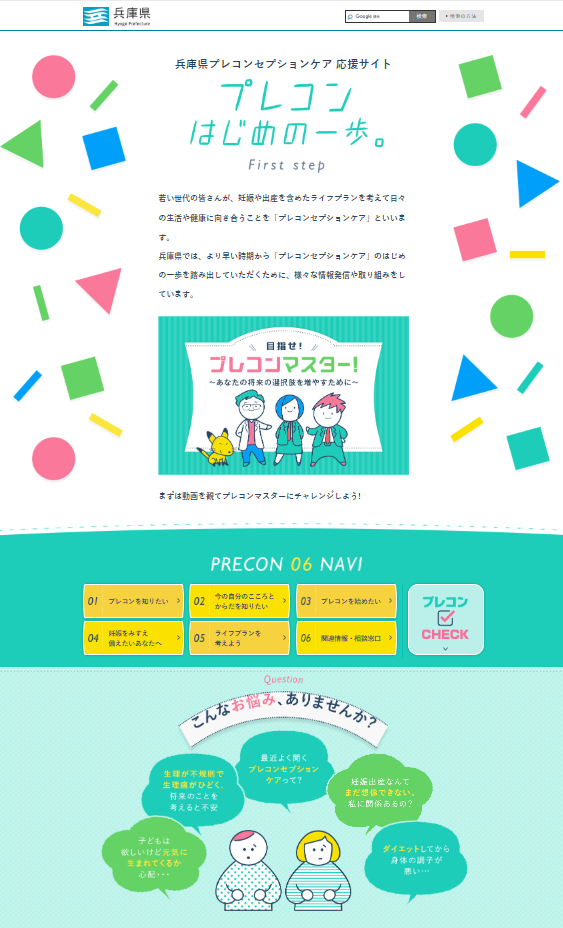 兵庫県
Hyogo Prefecture
Google 検索
検索の方法
兵庫県プレコンセプションケア 応援サイト
プレコン
はじめの一歩。
First step
若い世代の皆さんが、妊娠や出産を含めたライフプランを考えて日々
の生活や健康に向き合うことを「プレコンセプションケア」といいま
す。
兵庫県では、より早い時期から「プレコンセプションケア」のはじめ
の一歩を踏み出していただくために、様々な情報発信や取り組みをし
ています。
目指せ!
プレコンマスター!
～あなたの将来の選択肢を増やすために～
まずは動画を観てプレコンマスターにチャレンジしよう!
PRECON 06 NAVI
01 プレコンを知りたい
02 今の自分のこころと
からだを知りたい
03 プレコンを始めたい
04 妊娠をみすえ
備えたいあなたへ
05 ライフプランを
考えよう
06 関連情報・相談窓口
プレコン
CHECK
Question
こんなお悩み、ありませんか?
最近よく聞く
プレコンセプション
ケアって?
生理が不規則で
生理痛がひどく、
将来のことを
考えると不安
妊娠出産なんて
まだ想像できない、
私に関係あるの?
子どもは
欲しいけど元気に
生まれてくるか
心配・・・
ダイエットしてから
身体の調子が
悪い…